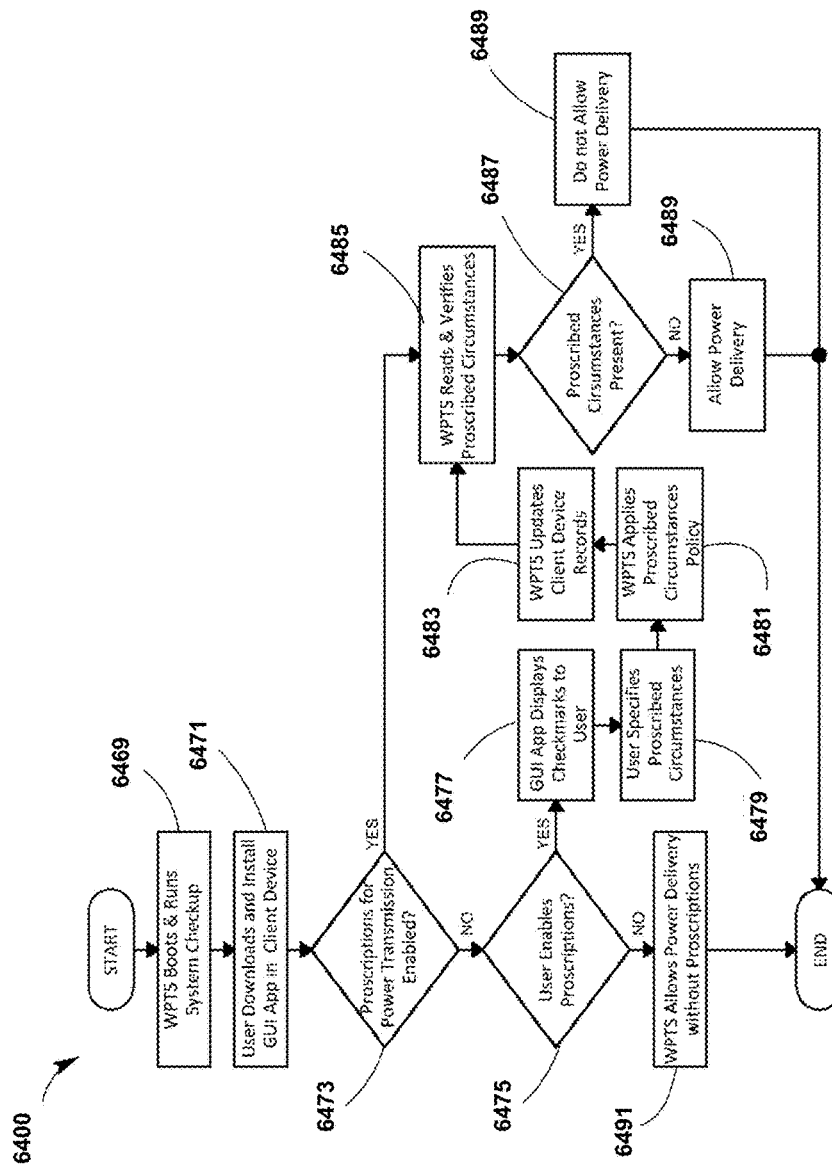 6400
START
6469
WPTS Boots & Runs
System Checkup
6471
User Downloads and Install
GUI App in Client Device
6473
Proscriptions for
Power Transmission
Enabled?
YES
NO
6475
User Enables
Proscriptions?
YES
NO
6491
WPTS Allows Power Delivery
without Proscriptions
6477
GUI App Displays
Checkmarks to
User
6479
User Specifies
Proscribed
Circumstances
6481
WPTS Applies
Proscribed
Circumstances
Policy
6483
WPTS Updates
Client Device
Records
6485
WPTS Reads & Verifies
Proscribed Circumstances
6487
Proscribed
Cirsumstances
Present?
YES
NO
6489
Do not Allow
Power Delivery
6489
Allow Power
Delivery
END